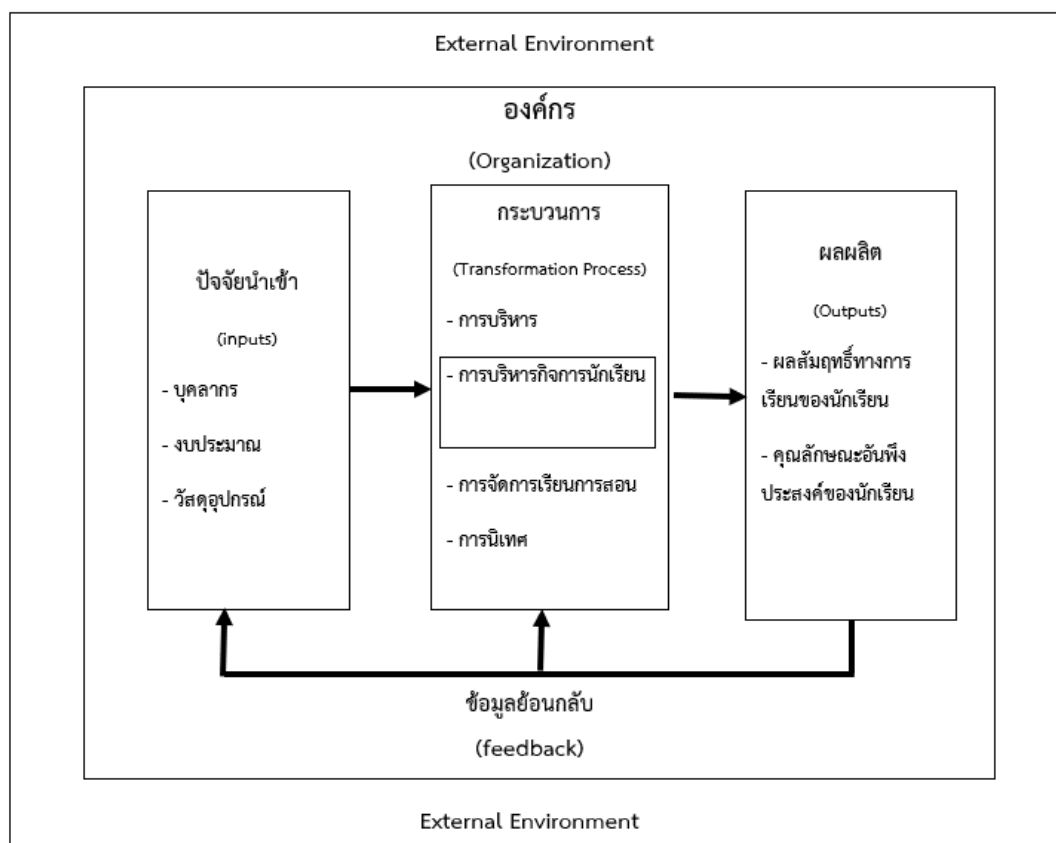 External Environment
องค์กร
(Organization)
ปัจจัยนำเข้า
(inputs)
- บุคลากร
- งบประมาณ
- วัสดุอุปกรณ์
กระบวนการ
(Transformation Process)
- การบริหาร
- การบริหารกิจการนักเรียน
- การจัดการเรียนการสอน
- การนิเทศ
ผลผลิต
(Outputs)
- ผลสัมฤทธิ์ทางการ
เรียนของนักเรียน
- คุณลักษณะอันพึง
ประสงค์ของนักเรียน
ข้อมูลย้อนกลับ
(feedback)
External Environment